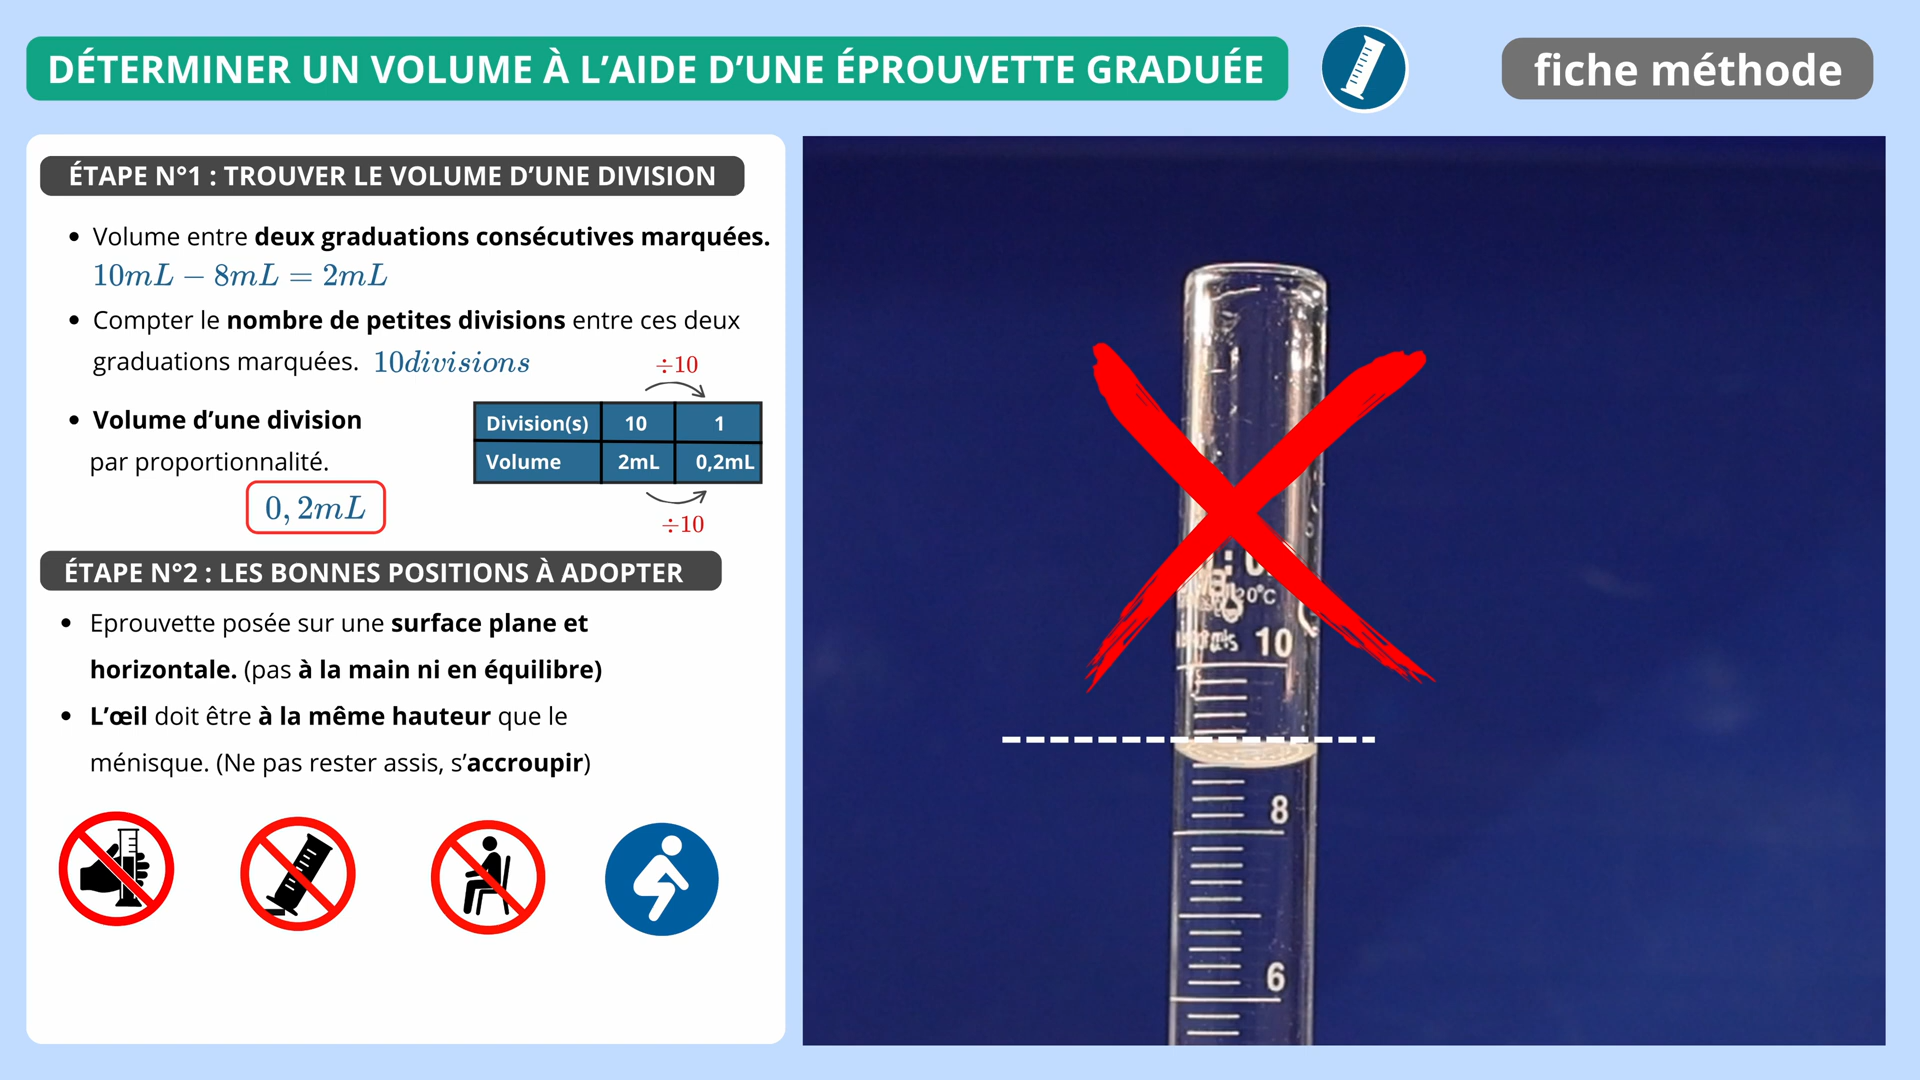 DÉTERMINER UN VOLUME À L’AIDE D’UNE ÉPROUVETTE GRADUÉE
fiche méthode
ÉTAPE N°1 : TROUVER LE VOLUME D’UNE DIVISION
• Volume entre deux graduations consécutives marquées.
10mL − 8mL = 2mL
• Compter le nombre de petites divisions entre ces deux
graduations marquées. 10divisions
÷10
• Volume d’une division
par proportionnalité.
0, 2mL
Division(s) 10 1
Volume 2mL 0,2mL
÷10
ÉTAPE N°2 : LES BONNES POSITIONS À ADOPTER
• Eprouvette posée sur une surface plane et
horizontale. (pas à la main ni en équilibre)
• L’œil doit être à la même hauteur que le
ménisque. (Ne pas rester assis, s’accroupir)
20°C
10
8
6